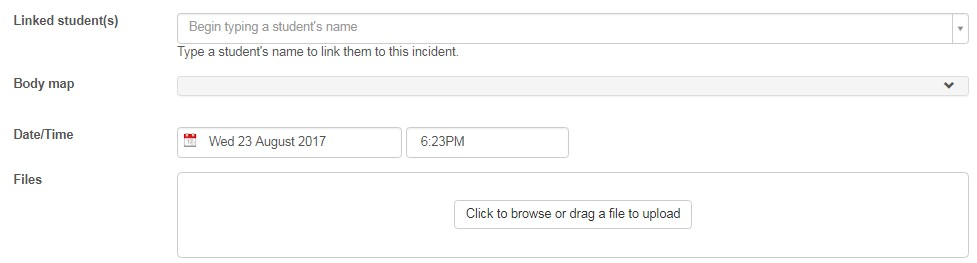 Linked student(s)
Begin typing a student's name
Type a student's name to link them to this incident.
Body map
Date/Time
Wed 23 August 2017
6:23PM
Files
Click to browse or drag a file to upload